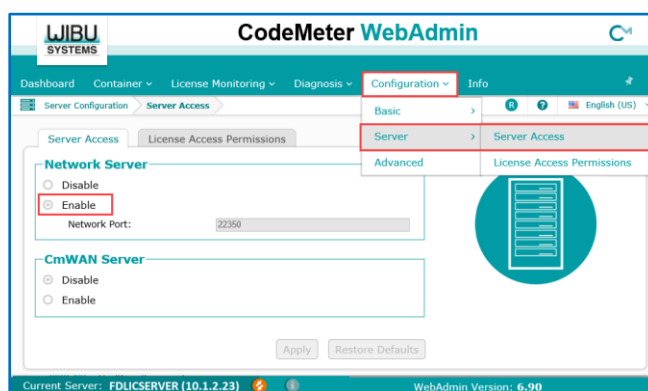 WIBU
SYSTEMS
CodeMeter WebAdmin
CM
Dashboard Container License Monitoring Diagnosis Configuration Info
Server Configuration Server Access
R ? English (US)
Basic >
Server > Server Access
Advanced License Access Permissions
Server Access License Access Permissions
Network Server
Disable
Enable
Network Port: 22350
CmWAN Server
Disable
Enable
Apply Restore Defaults
Current Server: FDLICSERVER (10.1.2.23) i WebAdmin Version: 6.90